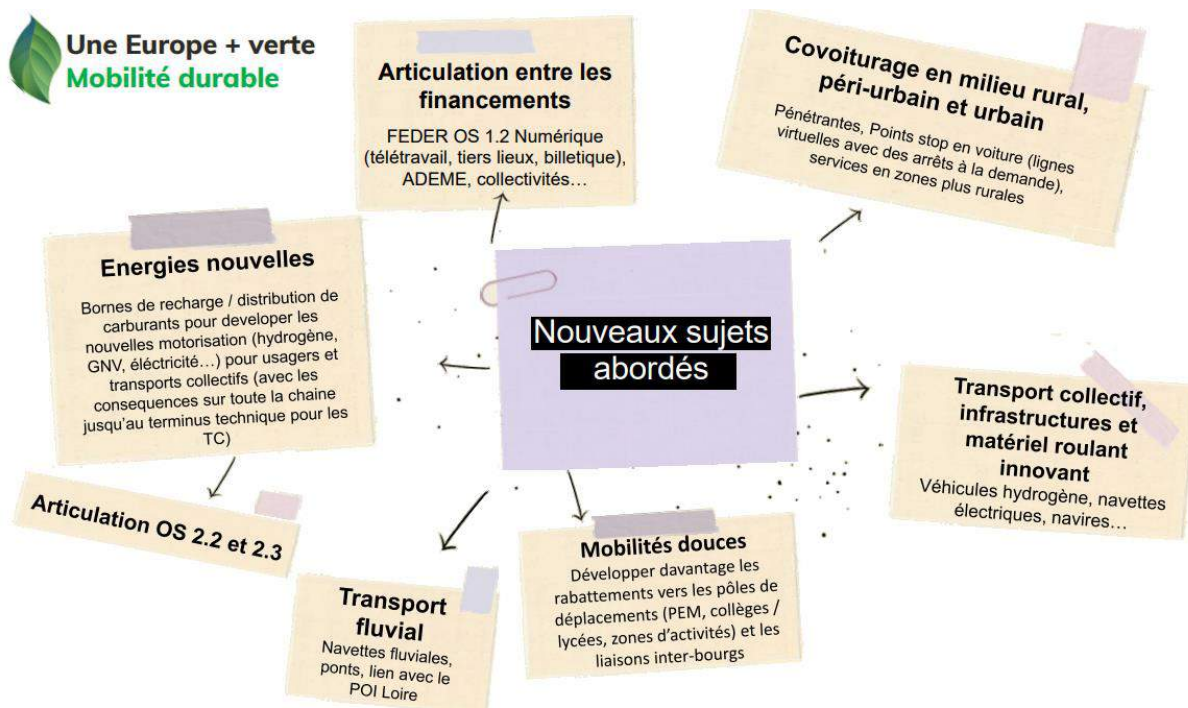 Une Europe + verte
Mobilité durable
Articulation entre les
financements
FEDER OS 1.2 Numérique
(télétravail, tiers lieux, billetique),
ADEME, collectivités…
Covoiturage en milieu rural,
péri-urbain et urbain
Pénétrantes, Points stop en voiture (lignes
virtuelles avec des arrêts à la demande),
services en zones plus rurales
Energies nouvelles
Bornes de recharge / distribution de
carburants pour developer les
nouvelles motorisation (hydrogène,
GNV, éléctricité…) pour usagers et
transports collectifs (avec les
consequences sur toute la chaine
jusqu'au terminus technique pour les
TC)
Nouveaux sujets
abordés
Transport collectif,
infrastructures et
matériel roulant
innovant
Véhicules hydrogène, navettes
électriques, navires…
Articulation OS 2.2 et 2.3
Transport
fluvial
Navettes fluviales,
ponts, lien avec le
POI Loire
Mobilités douces
Développer davantage les
rabattements vers les pôles de
déplacements (PEM, collèges /
lycées, zones d'activités) et les
liaisons inter-bourgs